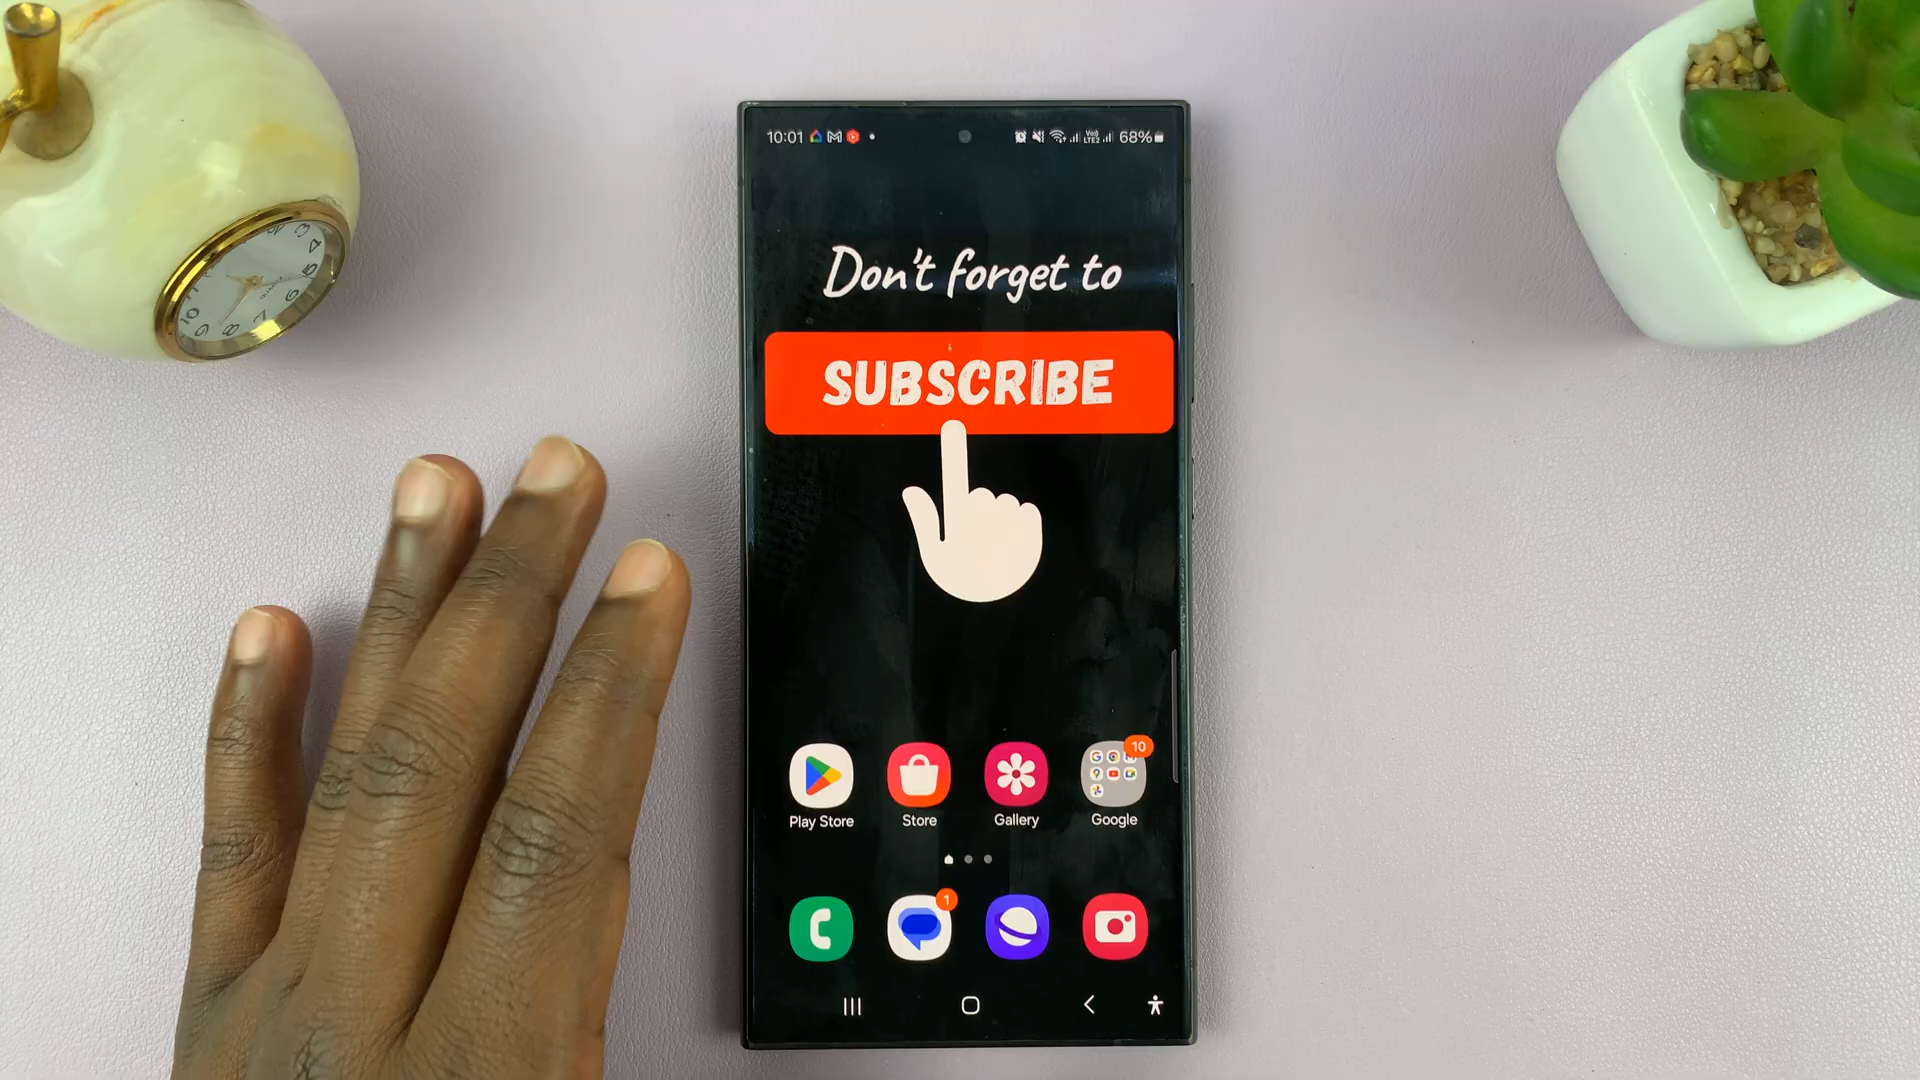 10:01
68%
Don't forget to
SUBSCRIBE
10
Play Store
Store
Gallery
Google
1